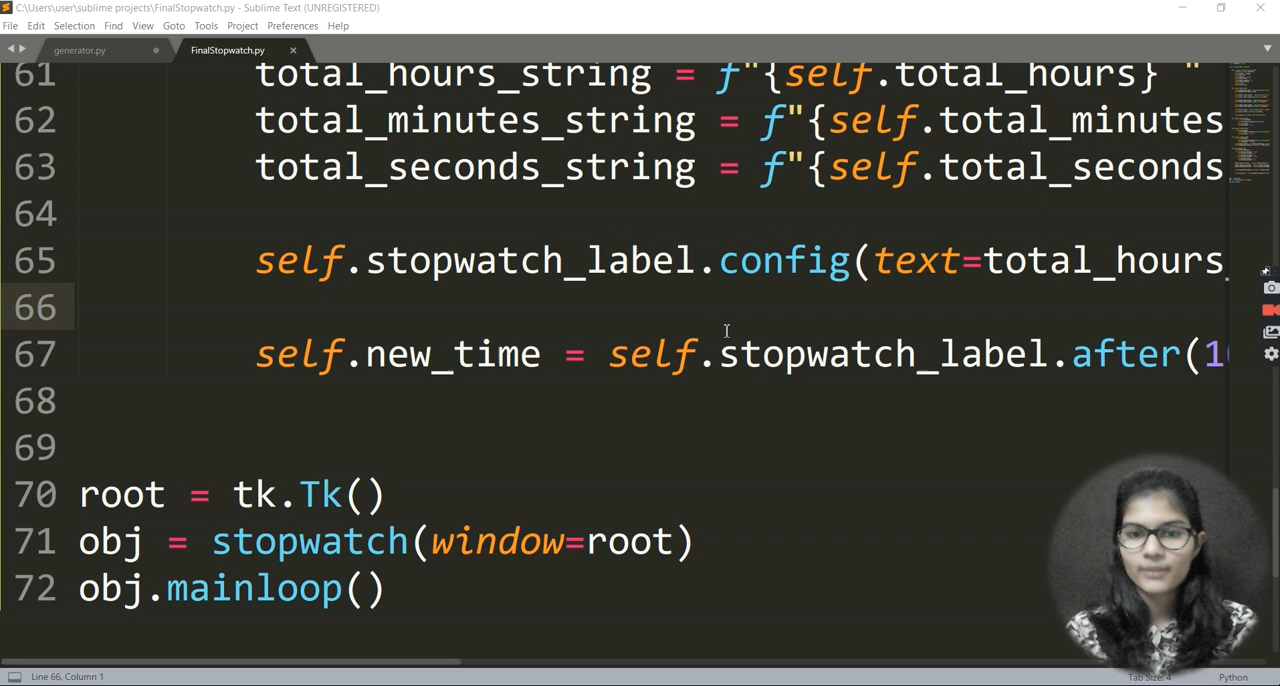 C:\Users\user\sublime projects\FinalStopwatch.py - Sublime Text (UNREGISTERED)
File Edit Selection Find View Goto Tools Project Preferences Help
generator.py FinalStopwatch.py
61 total_hours_string = f"{self.total_hours} "
62 total_minutes_string = f"{self.total_minutes
63 total_seconds_string = f"{self.total_seconds
64
65 self.stopwatch_label.config(text=total_hours_
66
67 self.new_time = self.stopwatch_label.after(10
68
69
70 root = tk.Tk()
71 obj = stopwatch(window=root)
72 obj.mainloop()
Line 66, Column 1 Tab Size: 4 Python